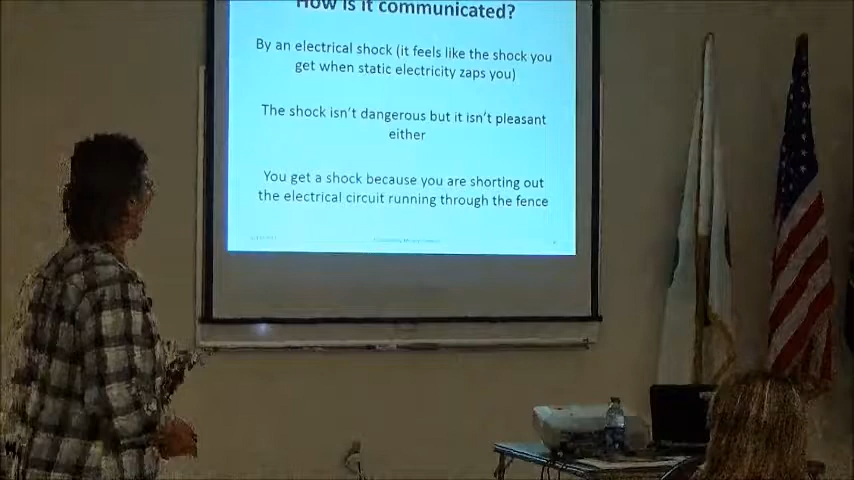 How is it communicated?
By an electrical shock (it feels like the shock you
get when static electricity zaps you)
The shock isn't dangerous but it isn't pleasant
either
You get a shock because you are shorting out
the electrical circuit running through the fence